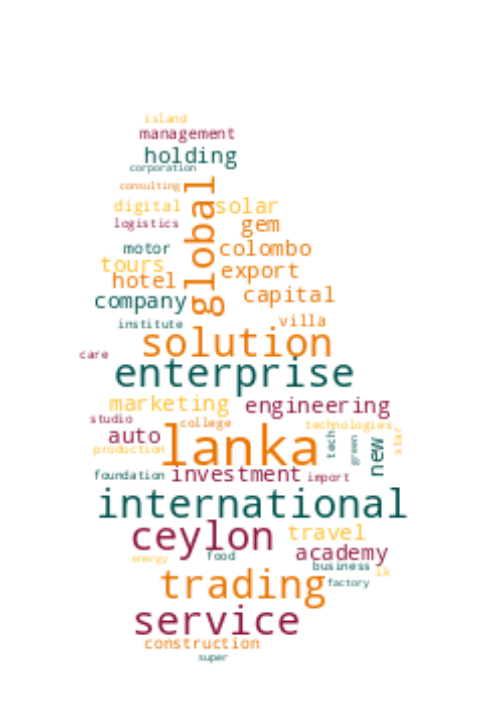 island
management
holding
corporation
consulting
digital
solar
global
logistics
gem
motor
colombo
tours
export
hotel
capital
company
institute
villa
solution
care
enterprise
marketing
engineering
studio
college
technologies
auto
lanka
tech
green
new
star
production
foundation
investment
import
international
ceylon
travel
food
academy
energy
business
lk
trading
factory
service
construction
super